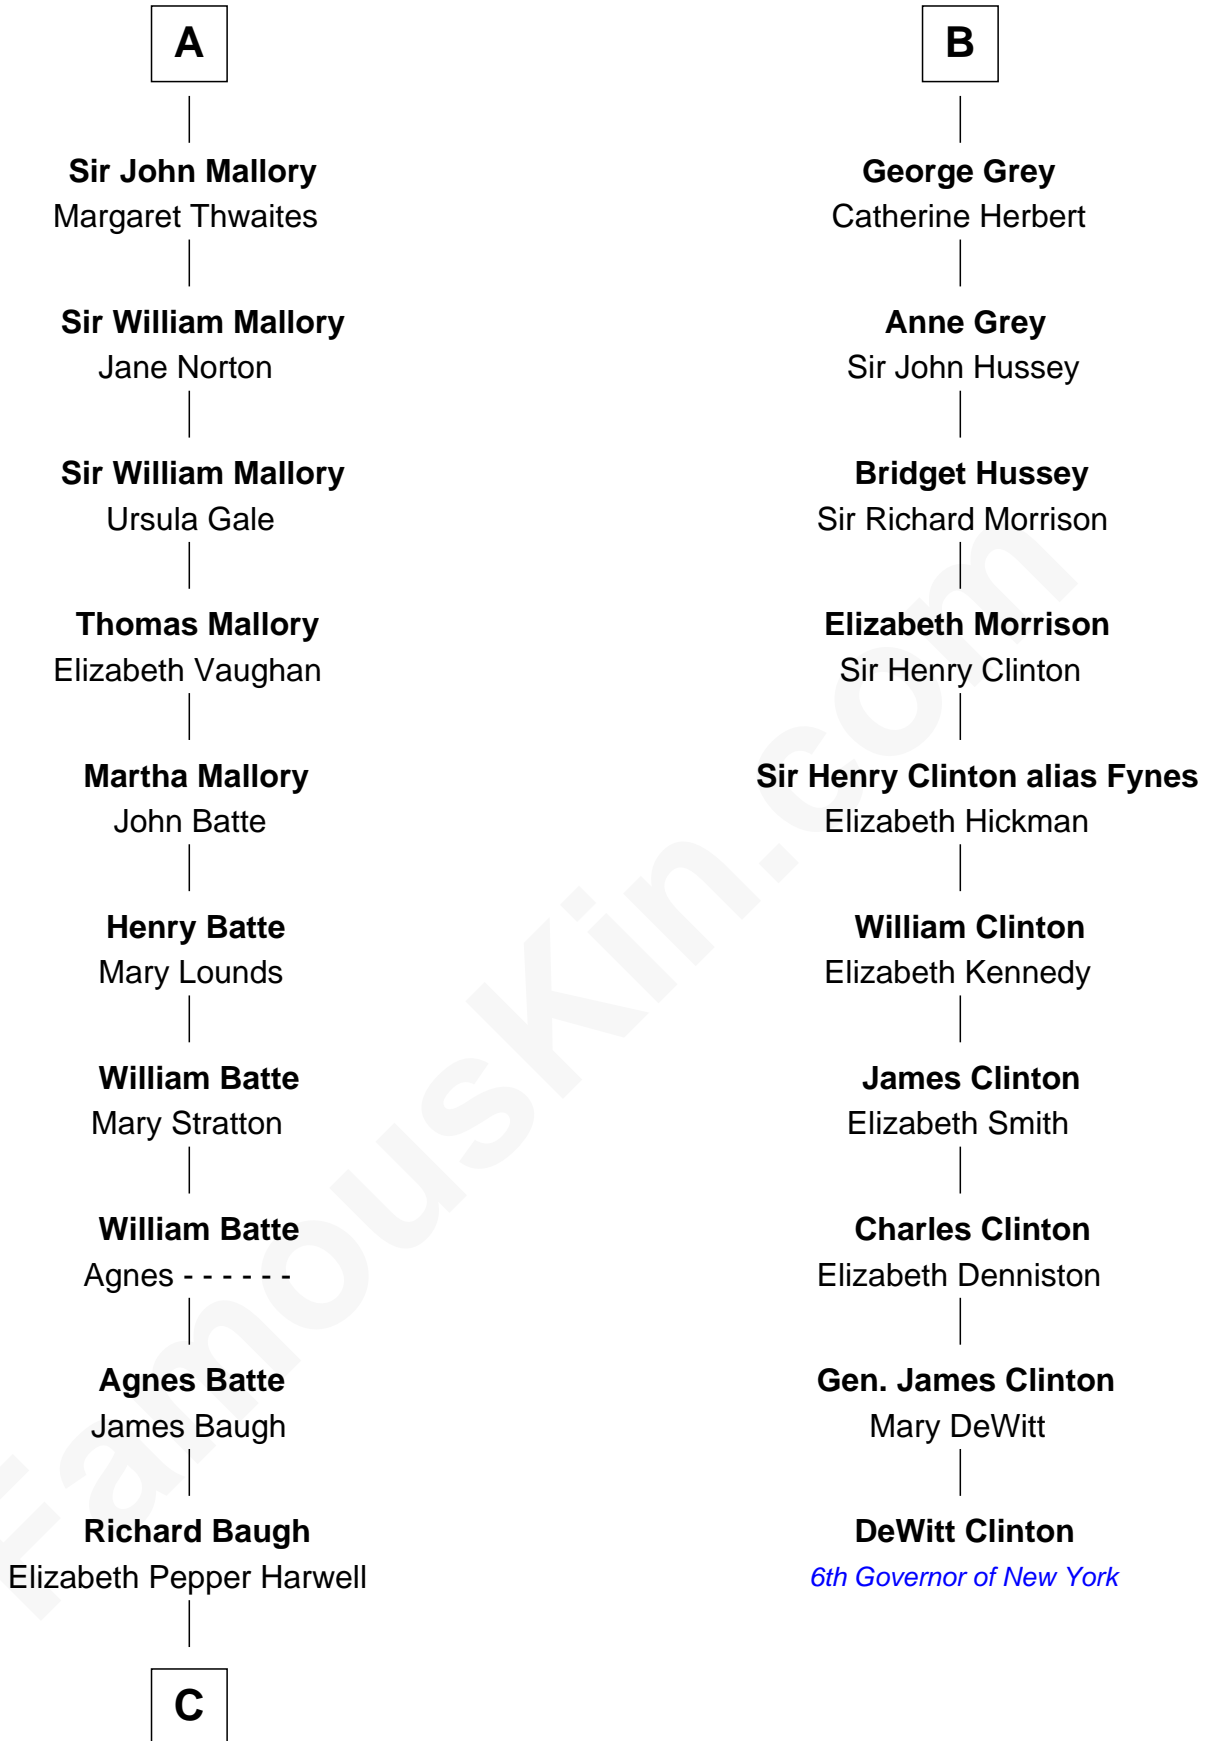 A
Sir John Mallory
Margaret Thwaites
Sir William Mallory
Jane Norton
Sir William Mallory
Ursula Gale
Thomas Mallory
Elizabeth Vaughan
Martha Mallory
John Batte
Henry Batte
Mary Lounds
William Batte
Mary Stratton
William Batte
Agnes - - - - - -
Agnes Batte
James Baugh
Richard Baugh
Elizabeth Pepper Harwell
C
B
George Grey
Catherine Herbert
Anne Grey
Sir John Hussey
Bridget Hussey
Sir Richard Morrison
Elizabeth Morrison
Sir Henry Clinton
Sir Henry Clinton alias Fynes
Elizabeth Hickman
William Clinton
Elizabeth Kennedy
James Clinton
Elizabeth Smith
Charles Clinton
Elizabeth Denniston
Gen. James Clinton
Mary DeWitt
DeWitt Clinton
6th Governor of New York
FamousKin.com